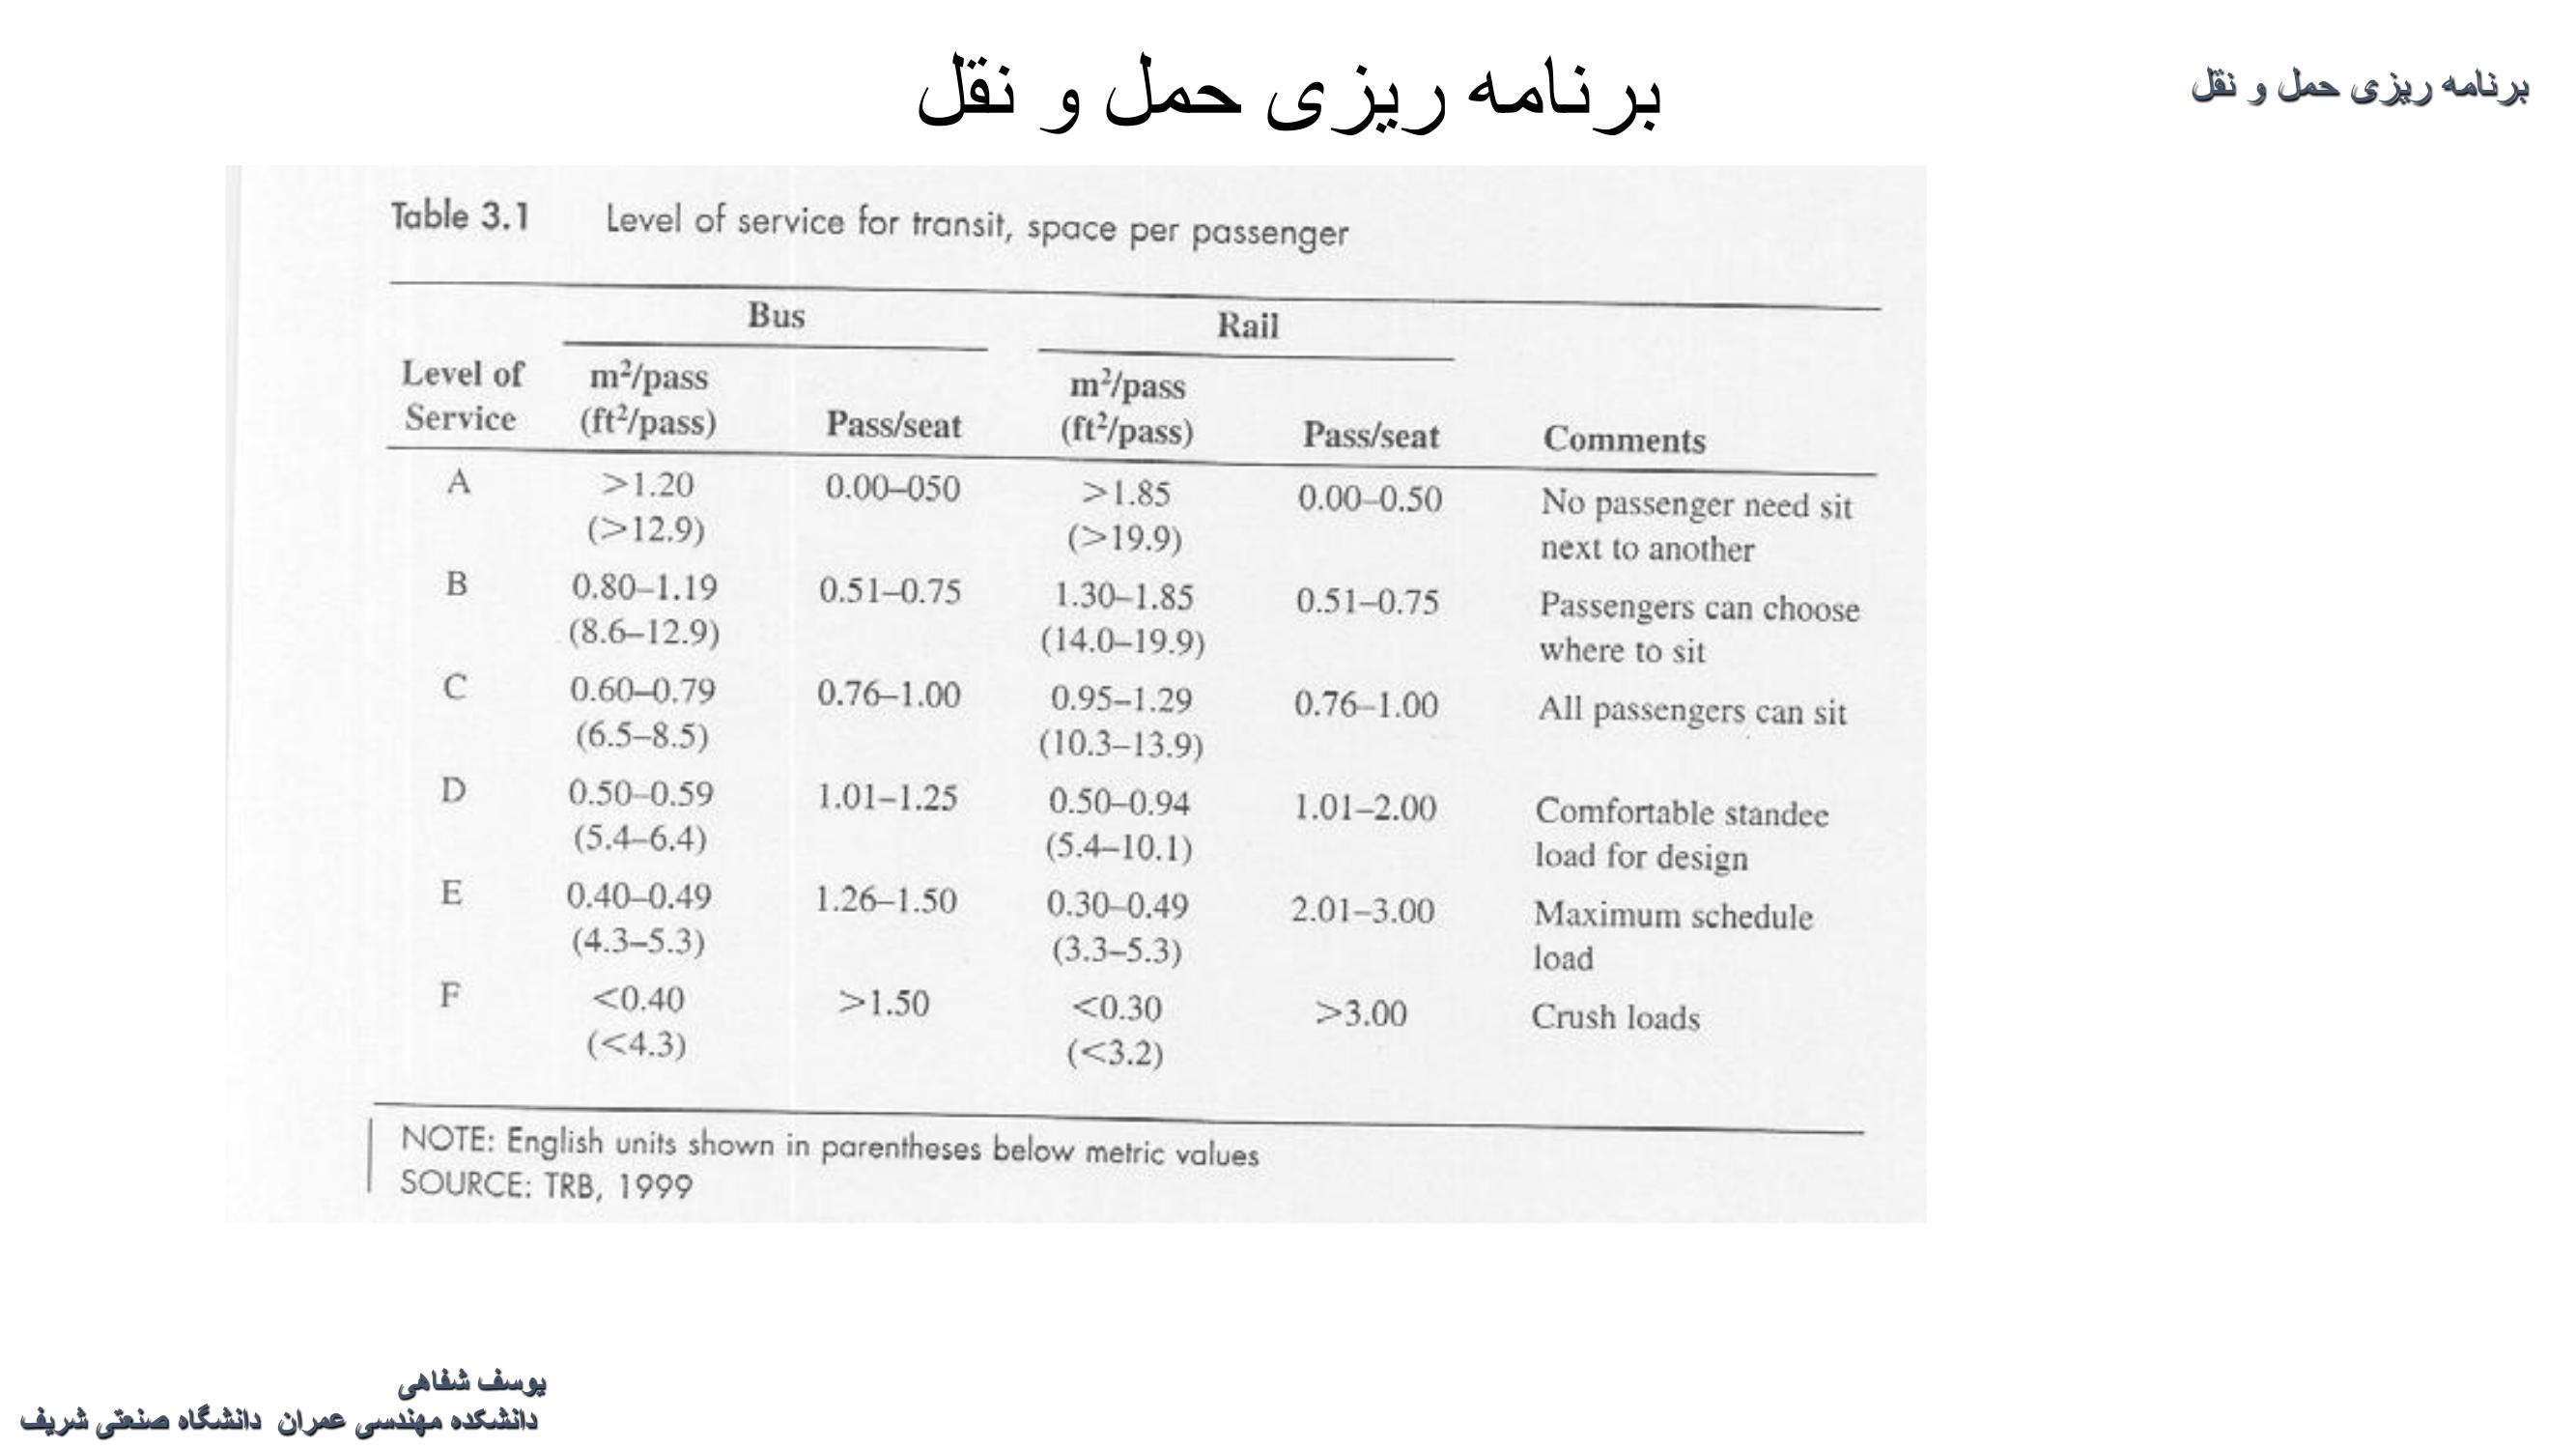 برنامه ریزی حمل و نقل
برنامه ریزی حمل و نقل
Table 3.1 Level of service for transit, space per passenger
Bus Rail
Level of Service m²/pass (ft²/pass) Pass/seat m²/pass (ft²/pass) Pass/seat Comments
A >1.20 0.00–050 >1.85 0.00–0.50 No passenger need sit
(>12.9) (>19.9) next to another
B 0.80–1.19 0.51–0.75 1.30–1.85 0.51–0.75 Passengers can choose
(8.6–12.9) (14.0–19.9) where to sit
C 0.60–0.79 0.76–1.00 0.95–1.29 0.76–1.00 All passengers can sit
(6.5–8.5) (10.3–13.9)
D 0.50–0.59 1.01–1.25 0.50–0.94 1.01–2.00 Comfortable standee
(5.4–6.4) (5.4–10.1) load for design
E 0.40–0.49 1.26–1.50 0.30–0.49 2.01–3.00 Maximum schedule
(4.3–5.3) (3.3–5.3) load
F <0.40 >1.50 <0.30 >3.00 Crush loads
(<4.3) (<3.2)
NOTE: English units shown in parentheses below metric values
SOURCE: TRB, 1999
یوسف شفاهی
دانشکده مهندسی عمران دانشگاه صنعتی شریف